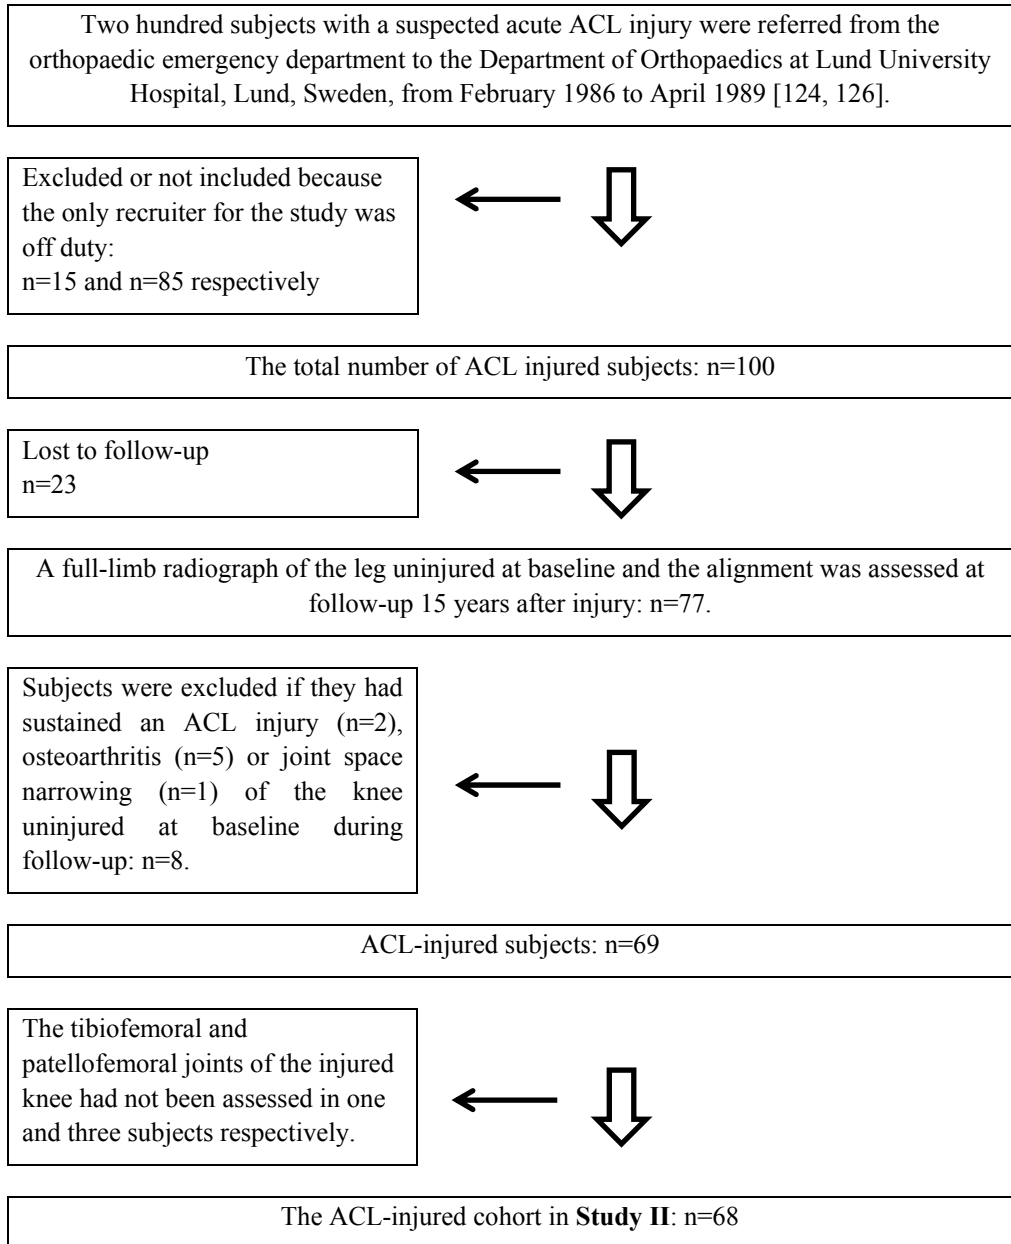 Two hundred subjects with a suspected acute ACL injury were referred from the
orthopaedic emergency department to the Department of Orthopaedics at Lund University
Hospital, Lund, Sweden, from February 1986 to April 1989 [124, 126].
Excluded or not included because
the only recruiter for the study was
off duty:
n=15 and n=85 respectively
The total number of ACL injured subjects: n=100
Lost to follow-up
n=23
A full-limb radiograph of the leg uninjured at baseline and the alignment was assessed at
follow-up 15 years after injury: n=77.
Subjects were excluded if they had
sustained an ACL injury (n=2),
osteoarthritis (n=5) or joint space
narrowing (n=1) of the knee
uninjured at baseline during
follow-up: n=8.
ACL-injured subjects: n=69
The tibiofemoral and
patellofemoral joints of the injured
knee had not been assessed in one
and three subjects respectively.
The ACL-injured cohort in Study II: n=68